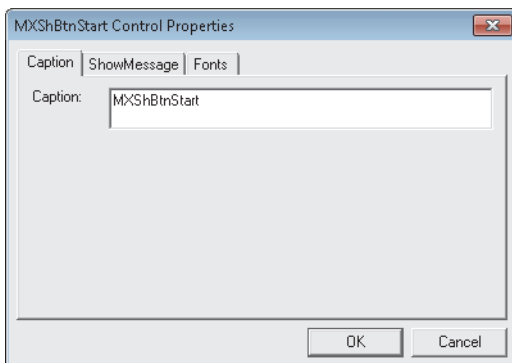 MXShBtnStart Control Properties
Caption ShowMessage Fonts
Caption: MXShBtnStart
OK Cancel